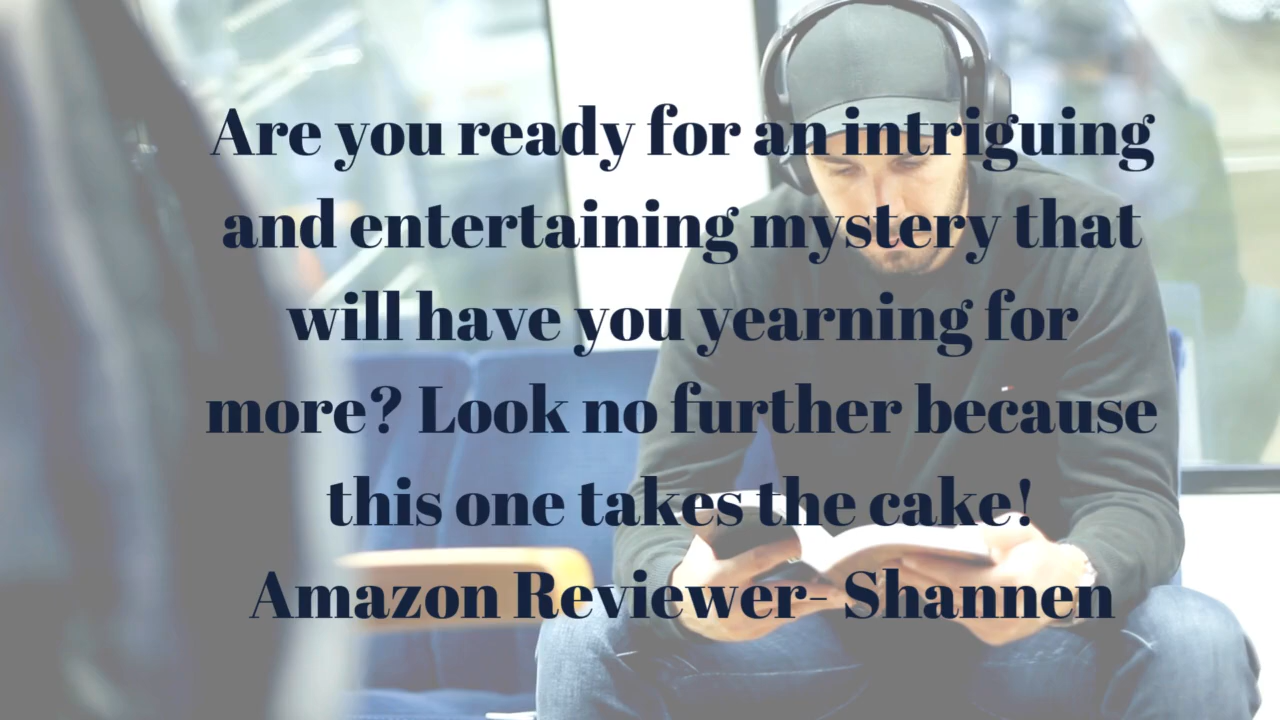 Are you ready for an intriguing
and entertaining mystery that
will have you yearning for
more? Look no further because
this one takes the cake!
Amazon Reviewer- Shannen